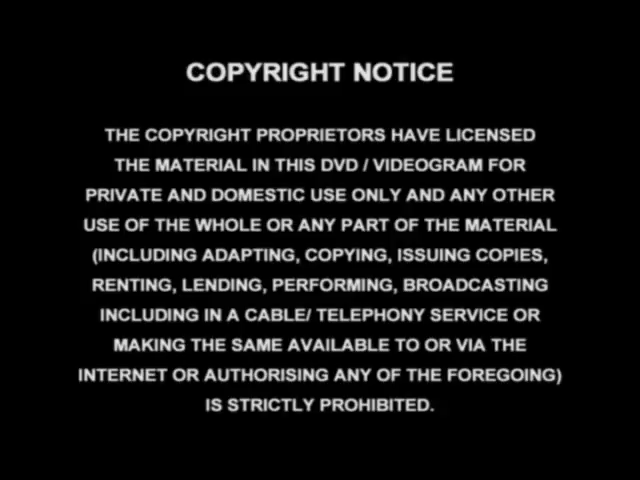 COPYRIGHT NOTICE
THE COPYRIGHT PROPRIETORS HAVE LICENSED
THE MATERIAL IN THIS DVD / VIDEOGRAM FOR
PRIVATE AND DOMESTIC USE ONLY AND ANY OTHER
USE OF THE WHOLE OR ANY PART OF THE MATERIAL
(INCLUDING ADAPTING, COPYING, ISSUING COPIES,
RENTING, LENDING, PERFORMING, BROADCASTING
INCLUDING IN A CABLE/ TELEPHONY SERVICE OR
MAKING THE SAME AVAILABLE TO OR VIA THE
INTERNET OR AUTHORISING ANY OF THE FOREGOING)
IS STRICTLY PROHIBITED.